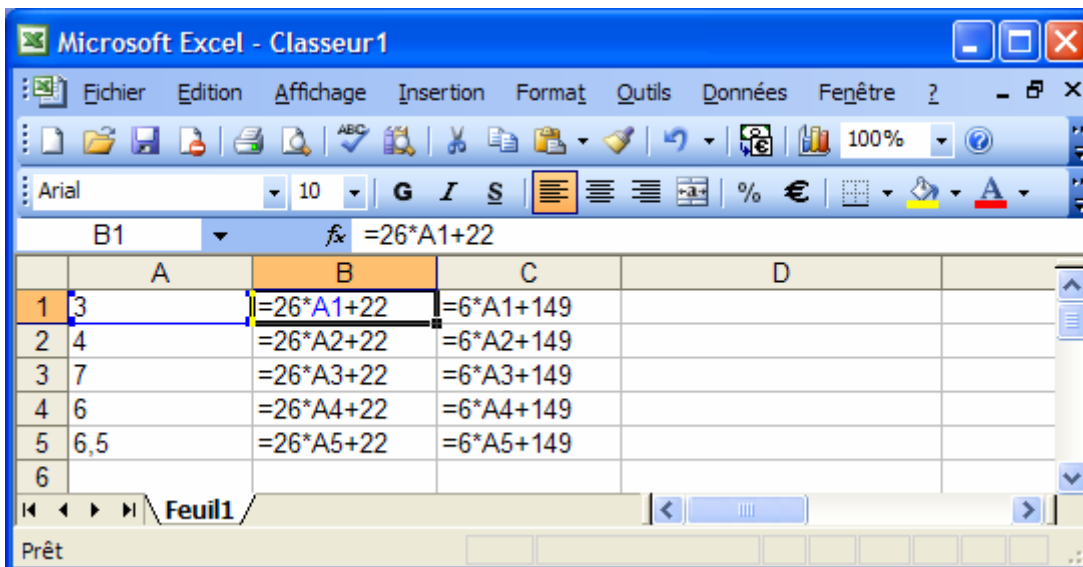 Microsoft Excel - Classeur1
Fichier Edition Affichage Insertion Format Outils Données Fenêtre ?
ABC 100%
Arial 10 G I S % € A
B1 fx =26*A1+22
A B C D
1 3 =26*A1+22 =6*A1+149
2 4 =26*A2+22 =6*A2+149
3 7 =26*A3+22 =6*A3+149
4 6 =26*A4+22 =6*A4+149
5 6,5 =26*A5+22 =6*A5+149
6
Feuil1
Prêt